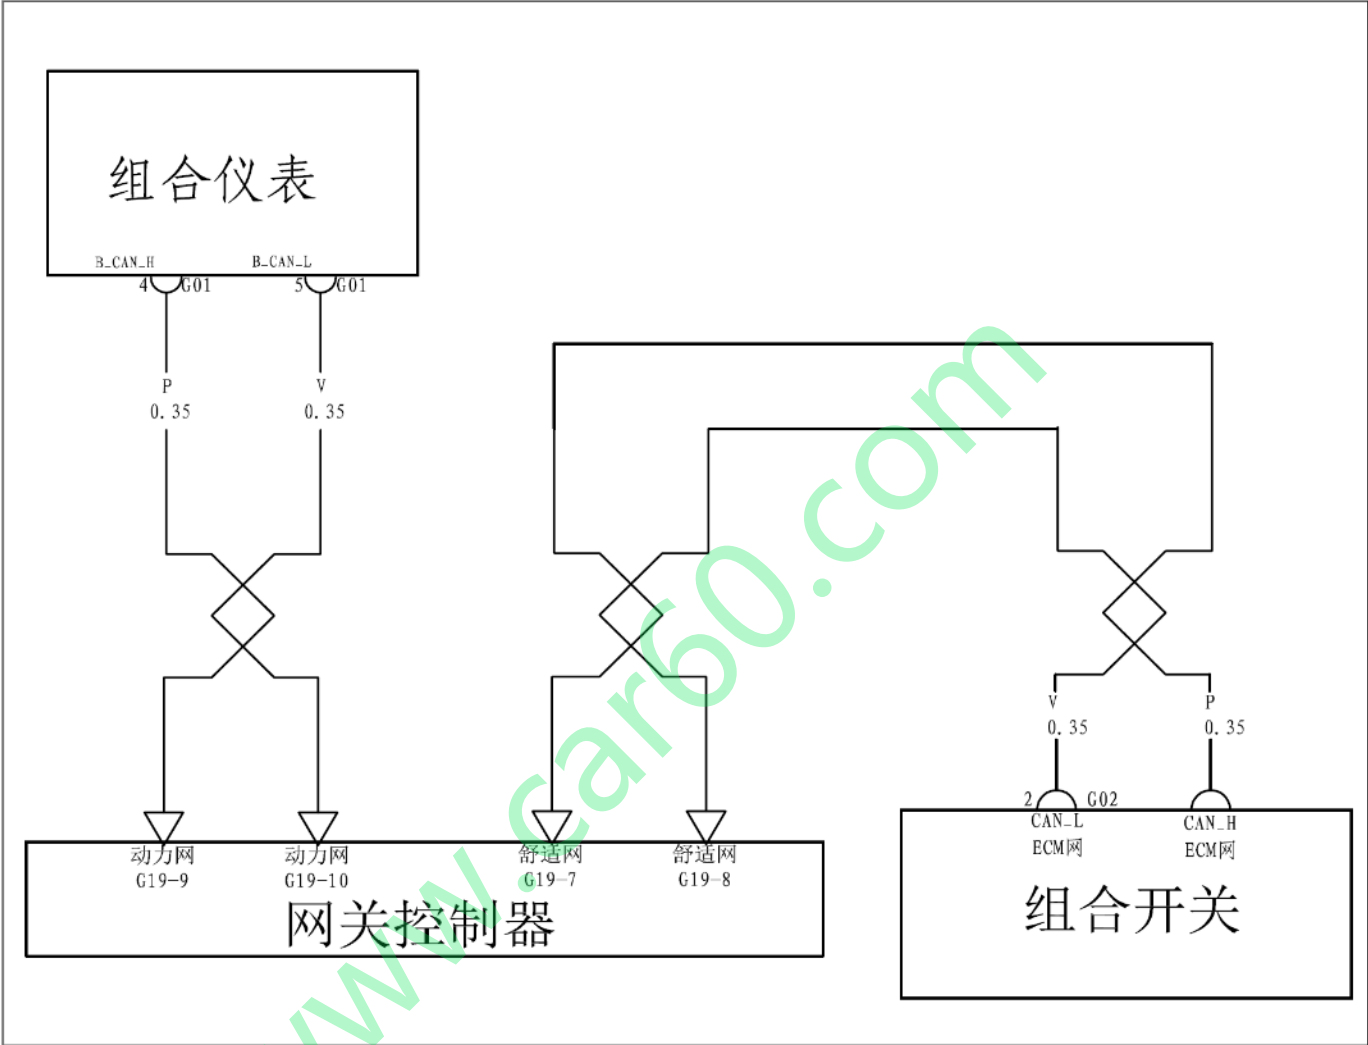 组合仪表
B_CAN_H
B_CAN_L
4
G01
5
G01
P
0.35
V
0.35
V
0.35
P
0.35
2
G02
CAN_L
ECM网
CAN_H
ECM网
组合开关
动力网
G19-9
动力网
G19-10
舒适网
G19-7
舒适网
G19-8
网关控制器
www.car60.com